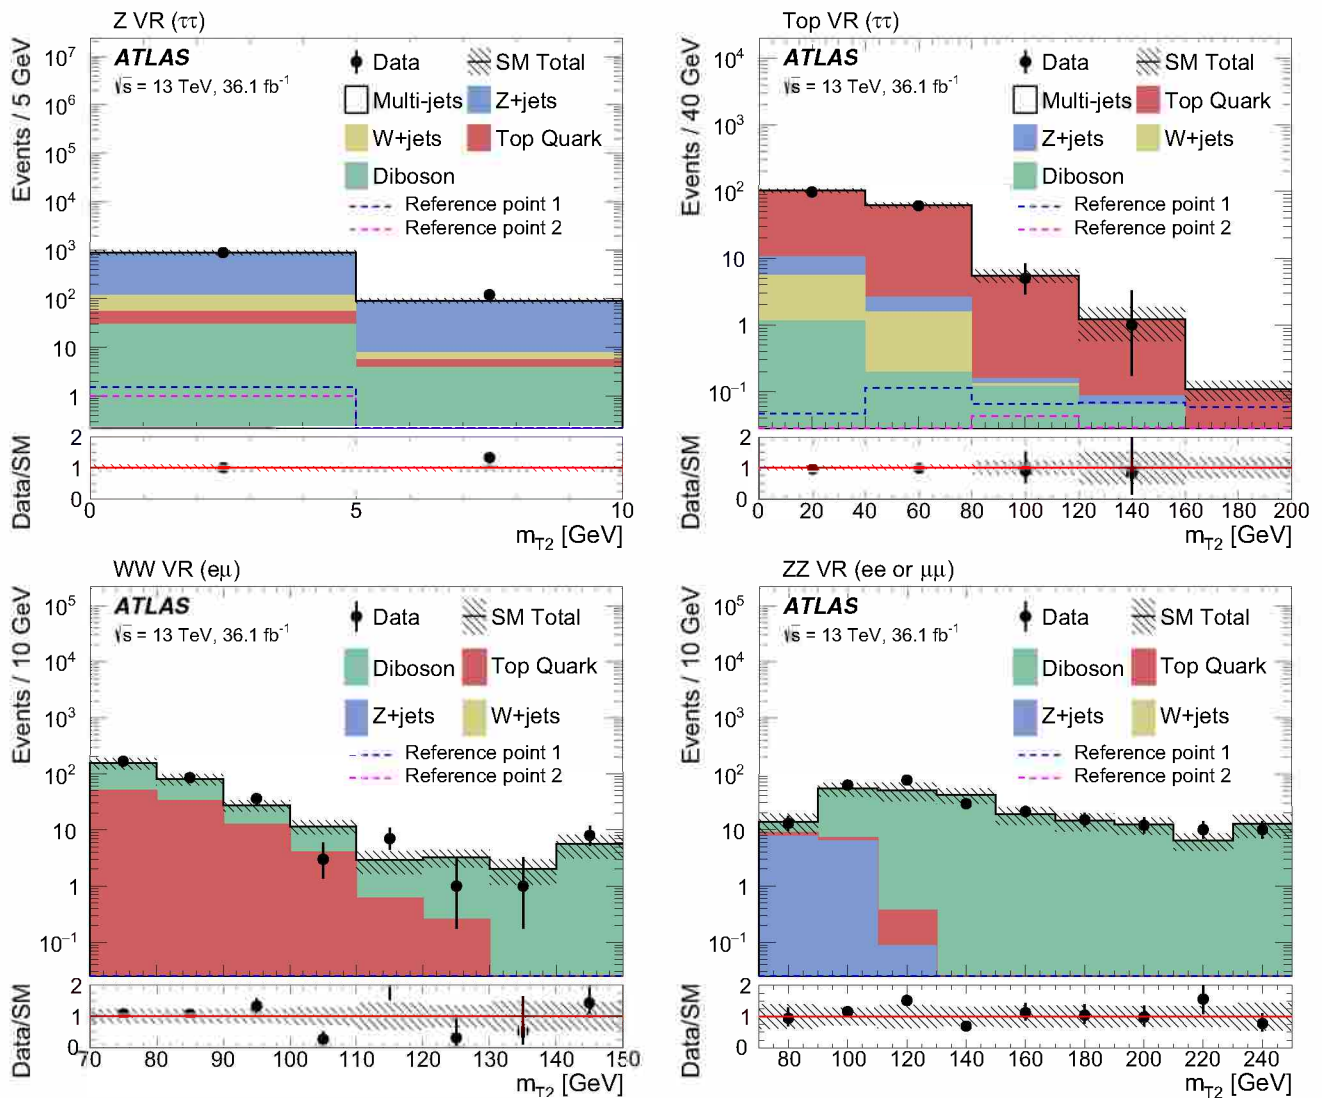 Z VR (ττ)
Events / 5 GeV
10⁷
10⁶
10⁵
10⁴
10³
10²
10
1
ATLAS
√s = 13 TeV, 36.1 fb⁻¹
Data
SM Total
Multi-jets
Z+jets
W+jets
Top Quark
Diboson
Reference point 1
Reference point 2
Data/SM
2
1
0
0 5 10
m_T2 [GeV]
Top VR (ττ)
Events / 40 GeV
10⁴
10³
10²
10
1
10⁻¹
ATLAS
√s = 13 TeV, 36.1 fb⁻¹
Data
SM Total
Multi-jets
Top Quark
Z+jets
W+jets
Diboson
Reference point 1
Reference point 2
Data/SM
2
1
0
0 20 40 60 80 100 120 140 160 180 200
m_T2 [GeV]
WW VR (eμ)
Events / 10 GeV
10⁵
10⁴
10³
10²
10
1
10⁻¹
ATLAS
√s = 13 TeV, 36.1 fb⁻¹
Data
SM Total
Diboson
Top Quark
Z+jets
W+jets
Reference point 1
Reference point 2
Data/SM
2
1
0
70 80 90 100 110 120 130 140 150
m_T2 [GeV]
ZZ VR (ee or μμ)
Events / 10 GeV
10⁵
10⁴
10³
10²
10
1
10⁻¹
ATLAS
√s = 13 TeV, 36.1 fb⁻¹
Data
SM Total
Diboson
Top Quark
Z+jets
W+jets
Reference point 1
Reference point 2
Data/SM
2
1
0
80 100 120 140 160 180 200 220 240
m_T2 [GeV]